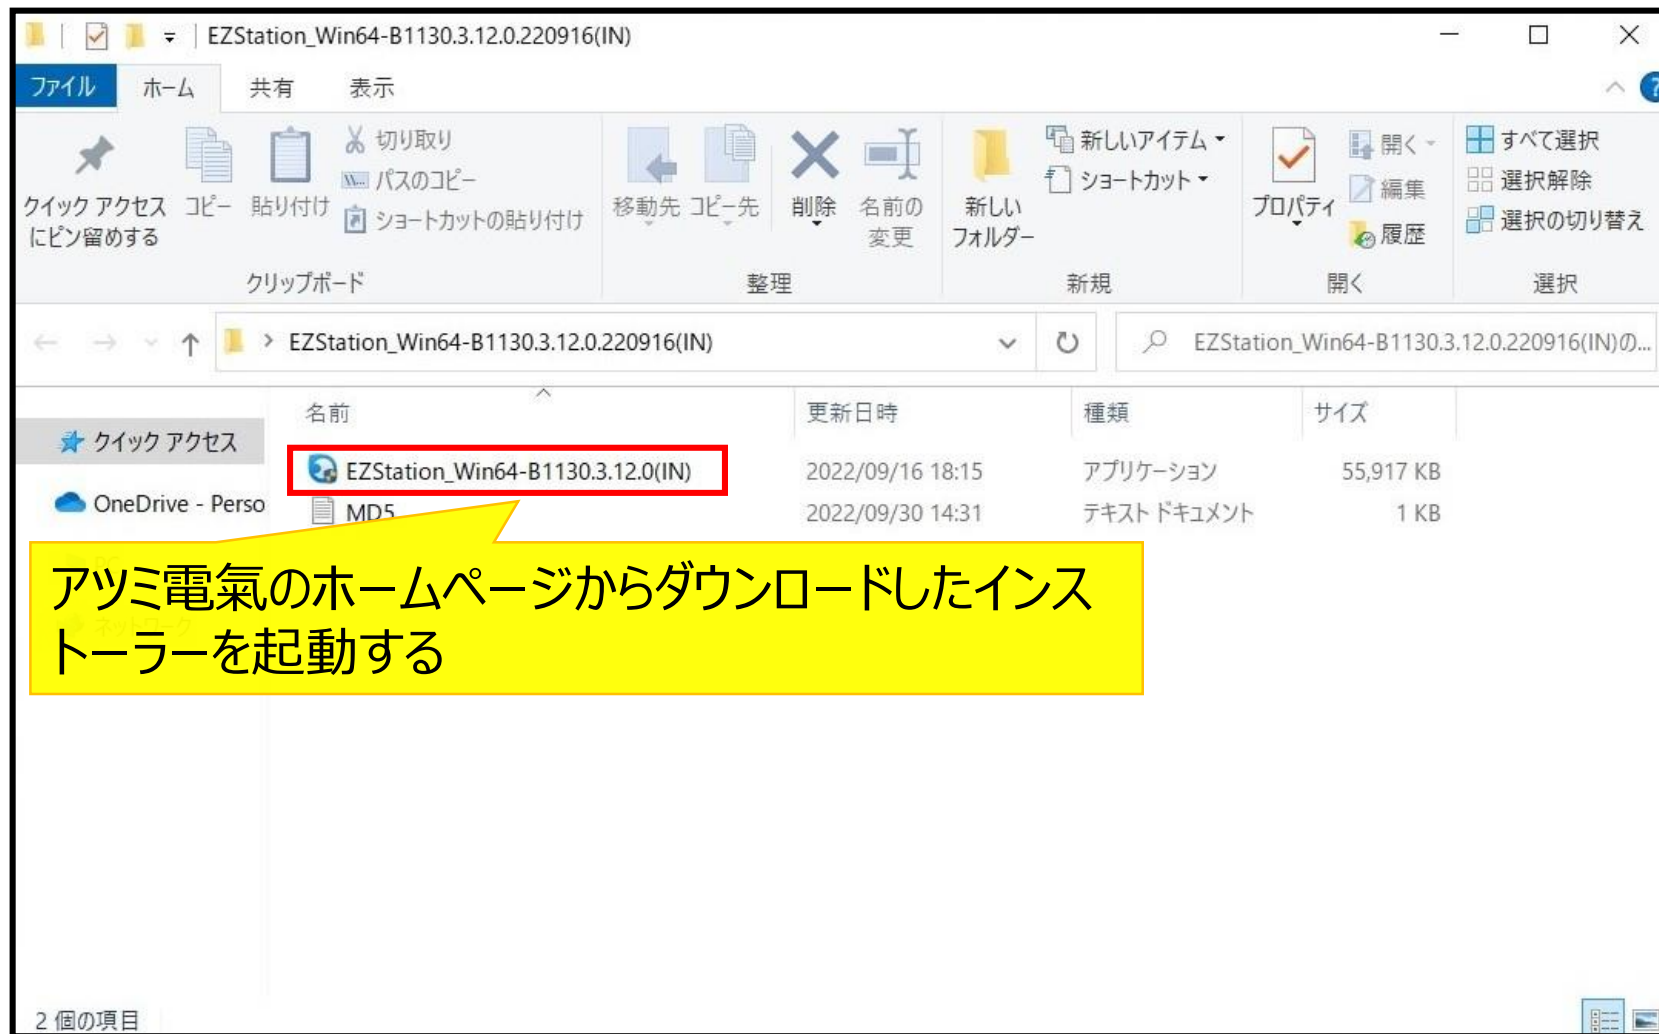 EZStation_Win64-B1130.3.12.0.220916(IN)
ファイル ホーム 共有 表示
クイック アクセス
にピン留めする
コピー
貼り付け
切り取り
パスのコピー
ショートカットの貼り付け
クリップボード
移動先
コピー先
削除
名前の
変更
整理
新しい
フォルダー
新しいアイテム
ショートカット
新規
プロパティ
開く
編集
履歴
開く
すべて選択
選択解除
選択の切り替え
選択
EZStation_Win64-B1130.3.12.0.220916(IN)
EZStation_Win64-B1130.3.12.0.220916(IN)の...
名前 更新日時 種類 サイズ
クイック アクセス
OneDrive - Perso
PC
ネットワーク
EZStation_Win64-B1130.3.12.0(IN) 2022/09/16 18:15 アプリケーション 55,917 KB
MD5 2022/09/30 14:31 テキスト ドキュメント 1 KB
アツミ電氣のホームページからダウンロードしたインス
トーラーを起動する
2 個の項目